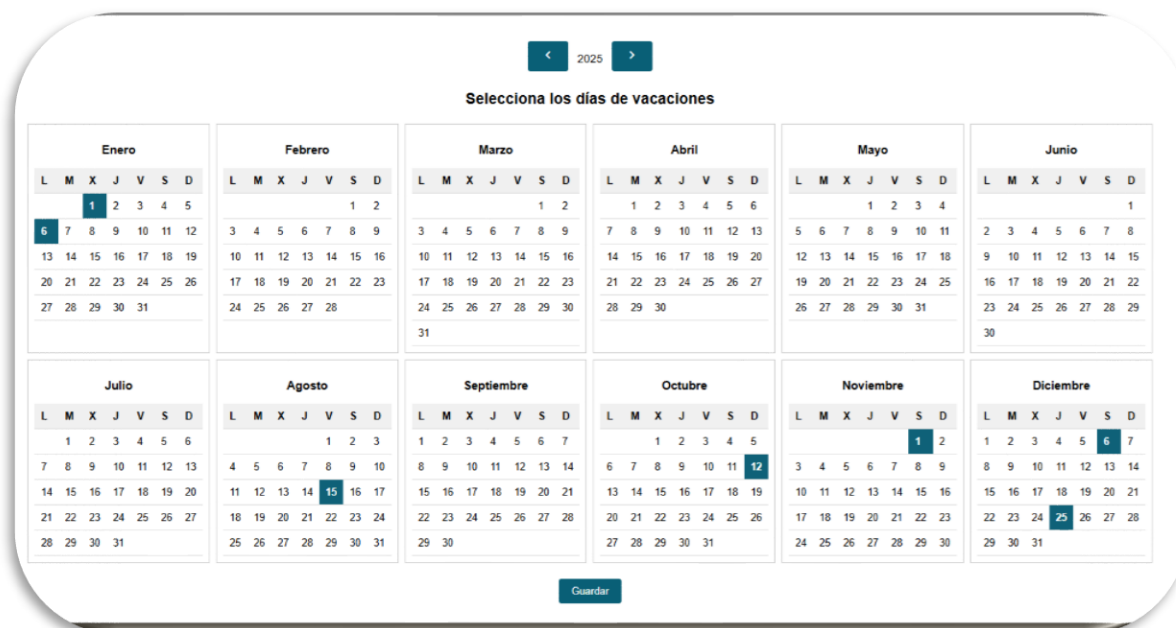 < 2025 >
Selecciona los días de vacaciones
Enero
L M X J V S D
1 2 3 4 5
6 7 8 9 10 11 12
13 14 15 16 17 18 19
20 21 22 23 24 25 26
27 28 29 30 31
Febrero
L M X J V S D
1 2
3 4 5 6 7 8 9
10 11 12 13 14 15 16
17 18 19 20 21 22 23
24 25 26 27 28
Marzo
L M X J V S D
1 2
3 4 5 6 7 8 9
10 11 12 13 14 15 16
17 18 19 20 21 22 23
24 25 26 27 28 29 30
31
Abril
L M X J V S D
1 2 3 4 5 6
7 8 9 10 11 12 13
14 15 16 17 18 19 20
21 22 23 24 25 26 27
28 29 30
Mayo
L M X J V S D
1 2 3 4
5 6 7 8 9 10 11
12 13 14 15 16 17 18
19 20 21 22 23 24 25
26 27 28 29 30 31
Junio
L M X J V S D
1
2 3 4 5 6 7 8
9 10 11 12 13 14 15
16 17 18 19 20 21 22
23 24 25 26 27 28 29
30
Julio
L M X J V S D
1 2 3 4 5 6
7 8 9 10 11 12 13
14 15 16 17 18 19 20
21 22 23 24 25 26 27
28 29 30 31
Agosto
L M X J V S D
1 2 3
4 5 6 7 8 9 10
11 12 13 14 15 16 17
18 19 20 21 22 23 24
25 26 27 28 29 30 31
Septiembre
L M X J V S D
1 2 3 4 5 6 7
8 9 10 11 12 13 14
15 16 17 18 19 20 21
22 23 24 25 26 27 28
29 30
Octubre
L M X J V S D
1 2 3 4 5
6 7 8 9 10 11 12
13 14 15 16 17 18 19
20 21 22 23 24 25 26
27 28 29 30 31
Noviembre
L M X J V S D
1 2
3 4 5 6 7 8 9
10 11 12 13 14 15 16
17 18 19 20 21 22 23
24 25 26 27 28 29 30
Diciembre
L M X J V S D
1 2 3 4 5 6 7
8 9 10 11 12 13 14
15 16 17 18 19 20 21
22 23 24 25 26 27 28
29 30 31
Guardar